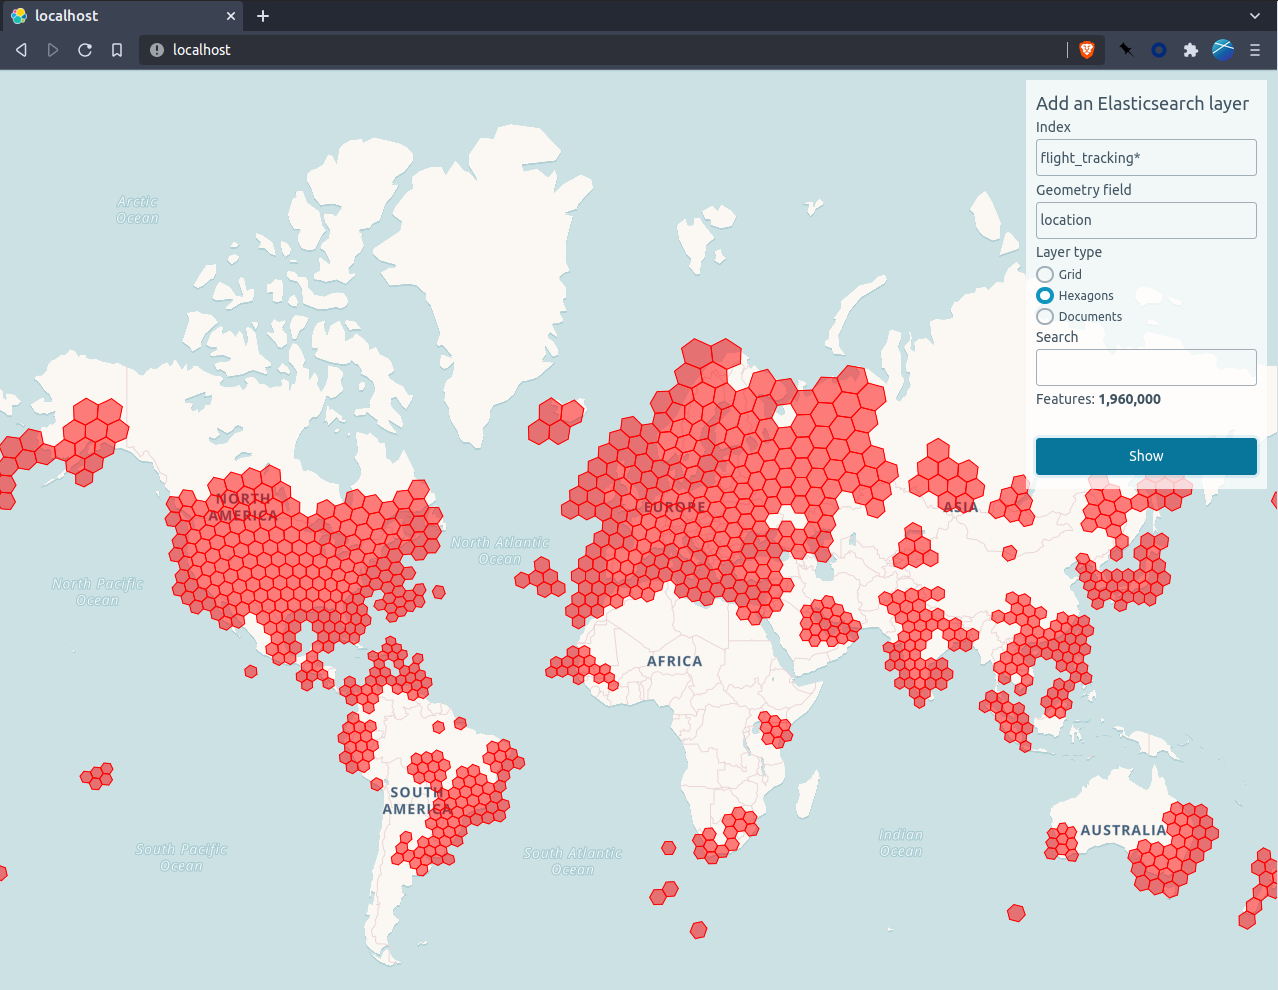 localhost
localhost
Add an Elasticsearch layer
Index
flight_tracking*
Geometry field
location
Layer type
Grid
Hexagons
Documents
Search
Features: 1,960,000
Show
Arctic
Ocean
NORTH
AMERICA
EUROPE
ASIA
North Atlantic
Ocean
North Pacific
Ocean
AFRICA
SOUTH
AMERICA
AUSTRALIA
South Pacific
Ocean
South Atlantic
Ocean
Indian
Ocean